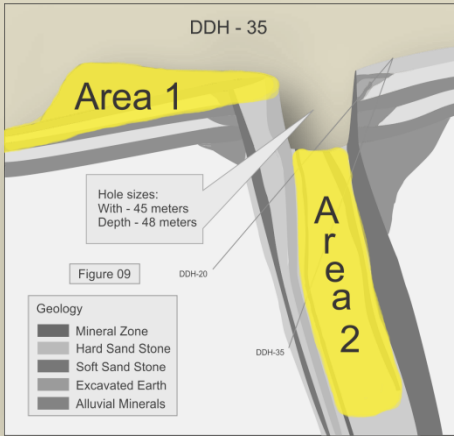 DDH - 35
Area 1
Hole sizes:
With - 45 meters
Depth - 48 meters
Area 2
DDH-20
Figure 09
DDH-35
Geology
Mineral Zone
Hard Sand Stone
Soft Sand Stone
Excavated Earth
Alluvial Minerals